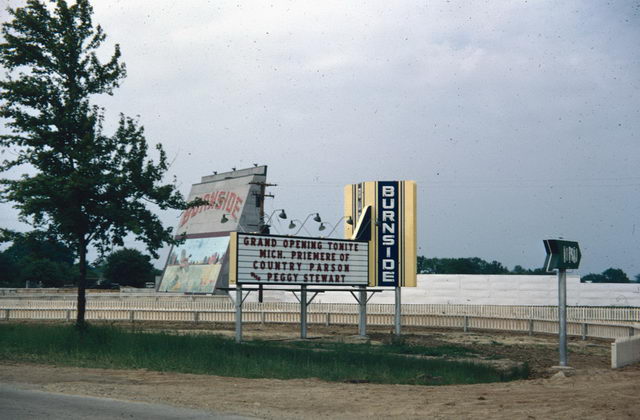 BURNSIDE
BURNSIDE
GRAND OPENING TONITE
MICH. PRIEMERE OF
COUNTRY PARSON
PEGGY STEWART